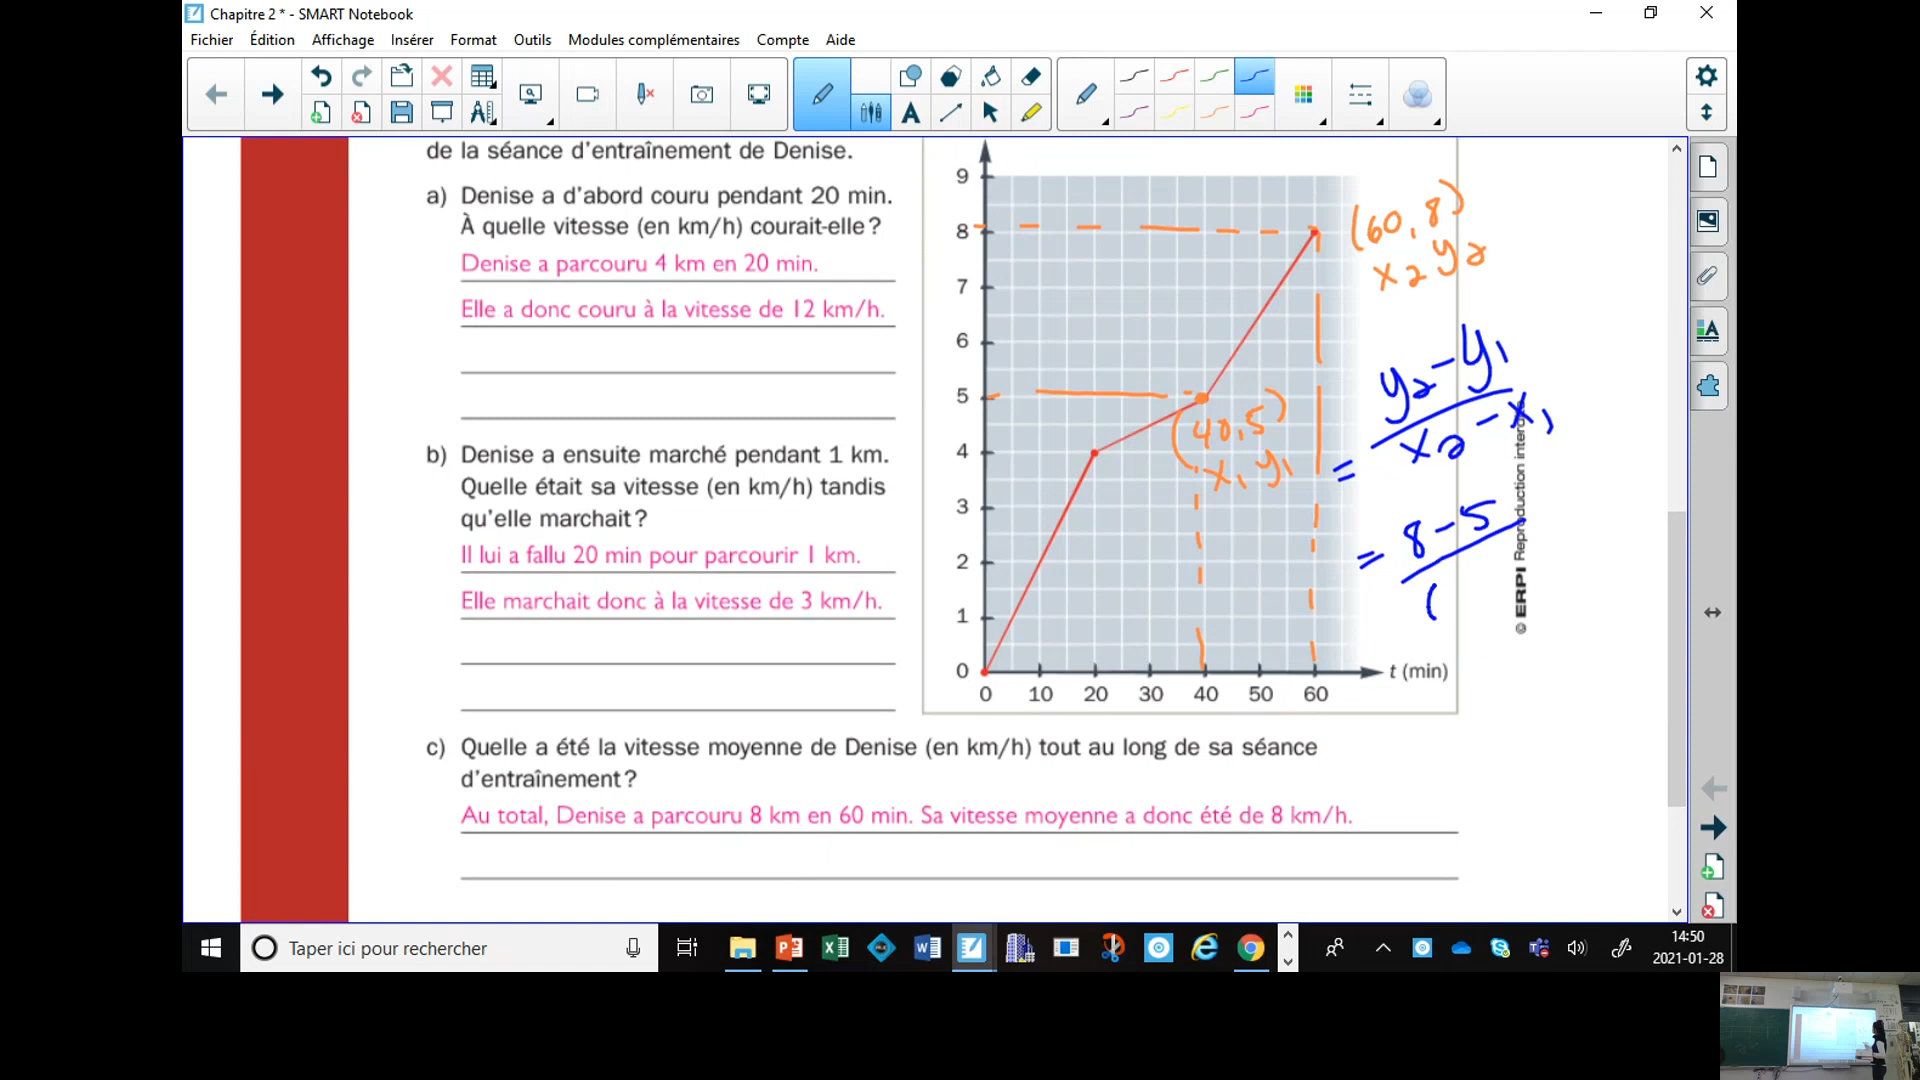 Chapitre 2 * - SMART Notebook
Fichier Édition Affichage Insérer Format Outils Modules complémentaires Compte Aide
de la séance d'entraînement de Denise.
a) Denise a d'abord couru pendant 20 min.
À quelle vitesse (en km/h) courait-elle ?
Denise a parcouru 4 km en 20 min.
Elle a donc couru à la vitesse de 12 km/h.
b) Denise a ensuite marché pendant 1 km.
Quelle était sa vitesse (en km/h) tandis
qu'elle marchait ?
Il lui a fallu 20 min pour parcourir 1 km.
Elle marchait donc à la vitesse de 3 km/h.
9
8
7
6
5
4
3
2
1
0
0 10 20 30 40 50 60
t (min)
(60, 8)
x2 y2
(40, 5)
x1 y1
= y2 - y1
x2 - x1
= 8 - 5
(
© ERPI Reproduction interdite
c) Quelle a été la vitesse moyenne de Denise (en km/h) tout au long de sa séance
d'entraînement ?
Au total, Denise a parcouru 8 km en 60 min. Sa vitesse moyenne a donc été de 8 km/h.
Taper ici pour rechercher
14:50
2021-01-28